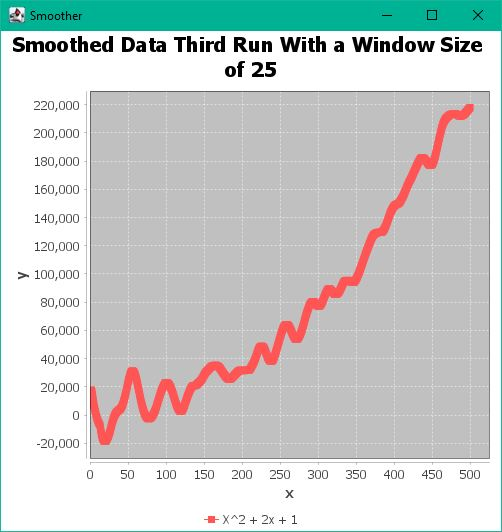 Smoother
Smoothed Data Third Run With a Window Size
of 25
220,000
200,000
180,000
160,000
140,000
120,000
100,000
80,000
60,000
40,000
20,000
0
-20,000
y
0 50 100 150 200 250 300 350 400 450 500
x
X^2 + 2x + 1